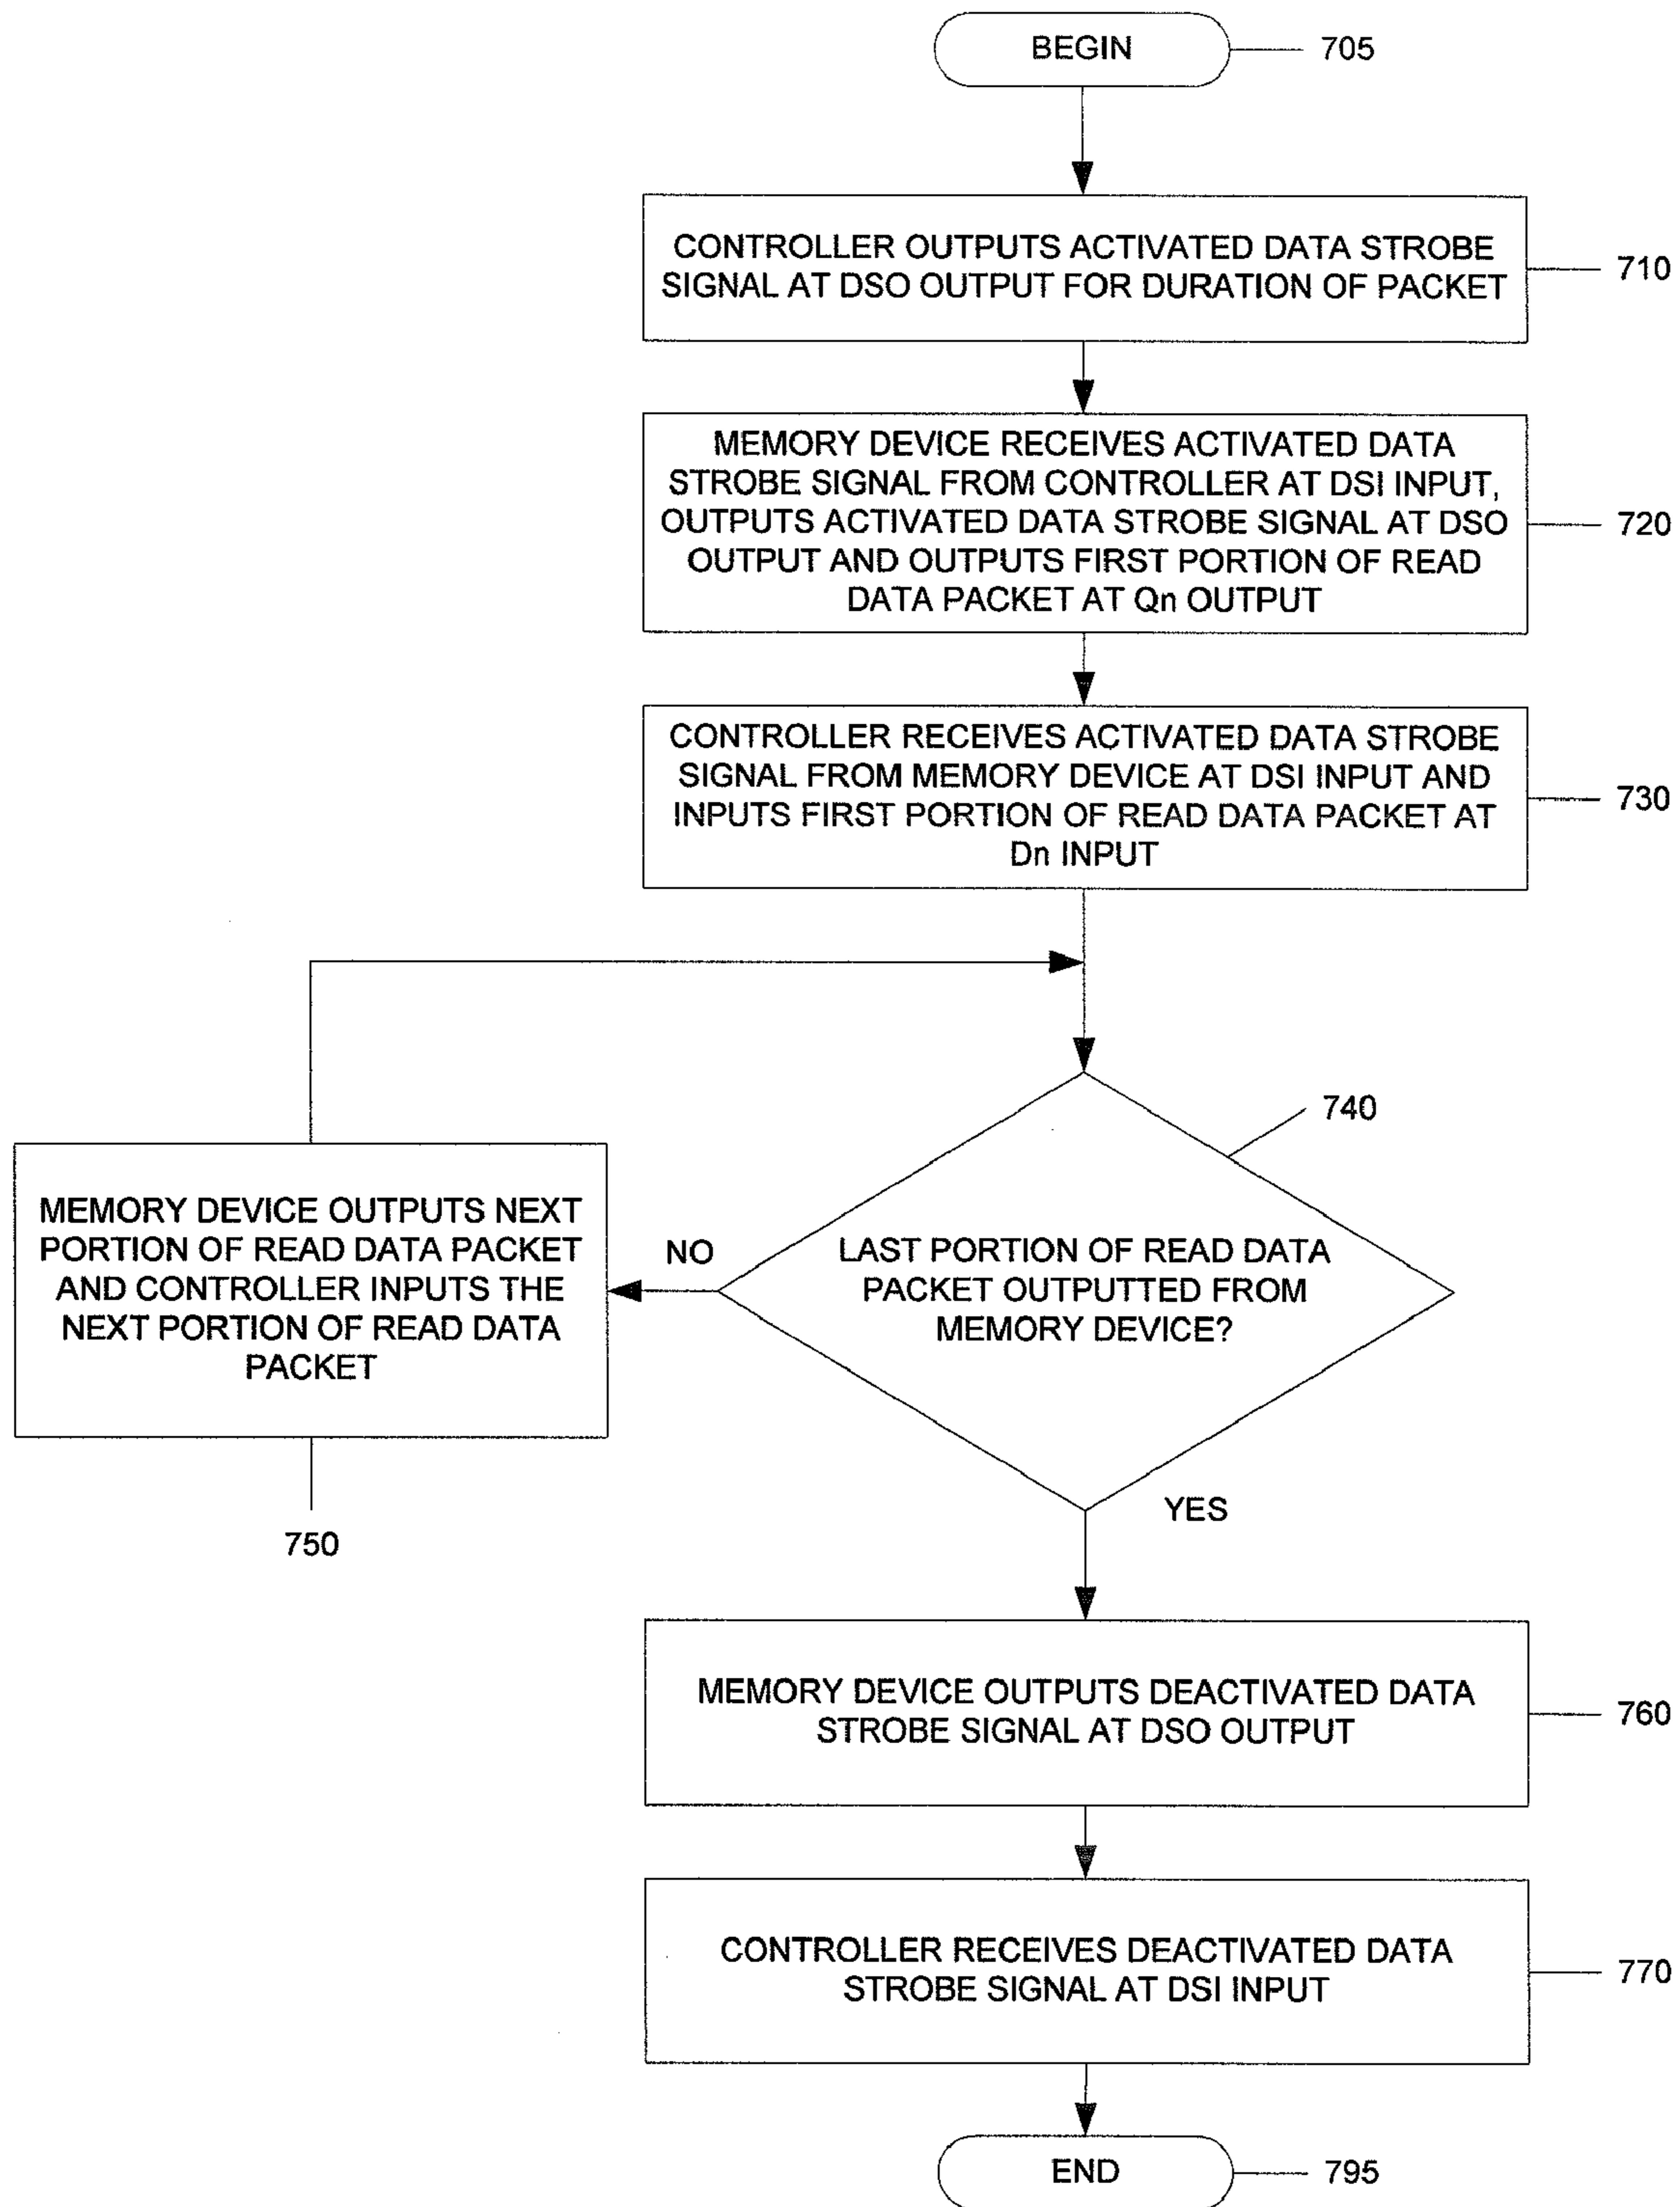 BEGIN
705
CONTROLLER OUTPUTS ACTIVATED DATA STROBE
SIGNAL AT DSO OUTPUT FOR DURATION OF PACKET
710
MEMORY DEVICE RECEIVES ACTIVATED DATA
STROBE SIGNAL FROM CONTROLLER AT DSI INPUT,
OUTPUTS ACTIVATED DATA STROBE SIGNAL AT DSO
OUTPUT AND OUTPUTS FIRST PORTION OF READ
DATA PACKET AT Qn OUTPUT
720
CONTROLLER RECEIVES ACTIVATED DATA STROBE
SIGNAL FROM MEMORY DEVICE AT DSI INPUT AND
INPUTS FIRST PORTION OF READ DATA PACKET AT
Dn INPUT
730
740
LAST PORTION OF READ DATA
PACKET OUTPUTTED FROM
MEMORY DEVICE?
NO
MEMORY DEVICE OUTPUTS NEXT
PORTION OF READ DATA PACKET
AND CONTROLLER INPUTS THE
NEXT PORTION OF READ DATA
PACKET
750
YES
MEMORY DEVICE OUTPUTS DEACTIVATED DATA
STROBE SIGNAL AT DSO OUTPUT
760
CONTROLLER RECEIVES DEACTIVATED DATA
STROBE SIGNAL AT DSI INPUT
770
END
795